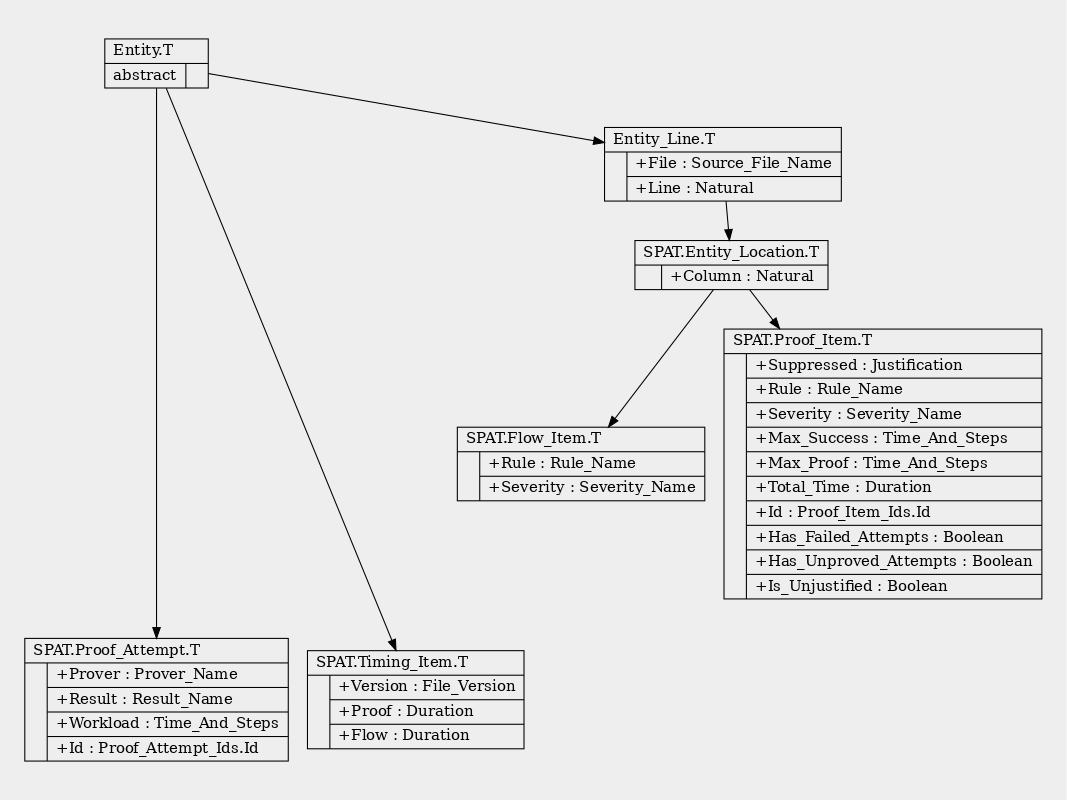 Entity.T
abstract
Entity_Line.T
+File : Source_File_Name
+Line : Natural
SPAT.Entity_Location.T
+Column : Natural
SPAT.Proof_Item.T
+Suppressed : Justification
+Rule : Rule_Name
+Severity : Severity_Name
+Max_Success : Time_And_Steps
+Max_Proof : Time_And_Steps
+Total_Time : Duration
+Id : Proof_Item_Ids.Id
+Has_Failed_Attempts : Boolean
+Has_Unproved_Attempts : Boolean
+Is_Unjustified : Boolean
SPAT.Flow_Item.T
+Rule : Rule_Name
+Severity : Severity_Name
SPAT.Proof_Attempt.T
+Prover : Prover_Name
+Result : Result_Name
+Workload : Time_And_Steps
+Id : Proof_Attempt_Ids.Id
SPAT.Timing_Item.T
+Version : File_Version
+Proof : Duration
+Flow : Duration